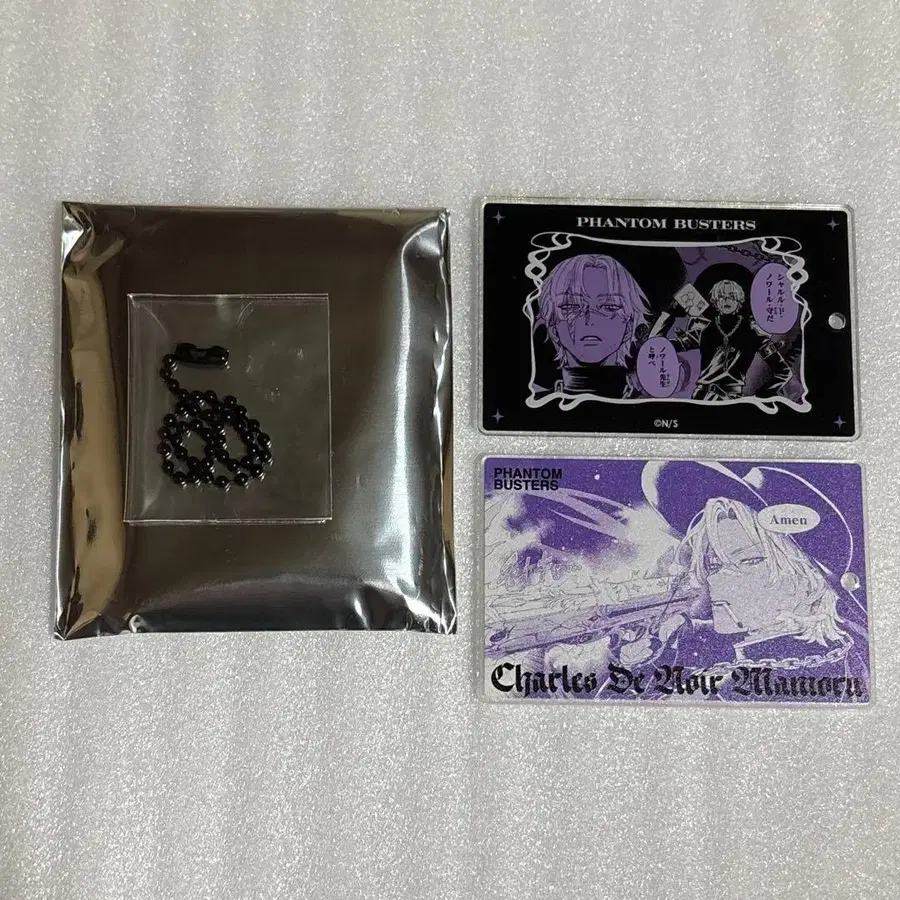 PHANTOM BUSTERS
シャルル・ド・
ノワール・守だ
ノワール先生
と呼べ
©N/S
PHANTOM
BUSTERS
Amen
Charles De Noir Mamoru